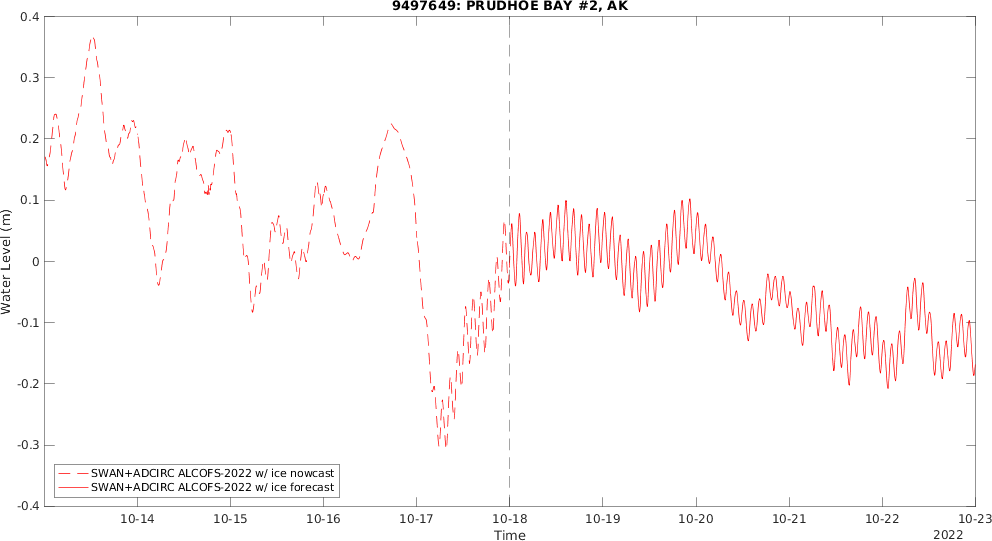 9497649: PRUDHOE BAY #2, AK
Water Level (m)
0.4
0.3
0.2
0.1
0
-0.1
-0.2
-0.3
-0.4
SWAN+ADCIRC ALCOFS-2022 w/ ice nowcast
SWAN+ADCIRC ALCOFS-2022 w/ ice forecast
10-14 10-15 10-16 10-17 10-18 10-19 10-20 10-21 10-22 10-23
Time
2022